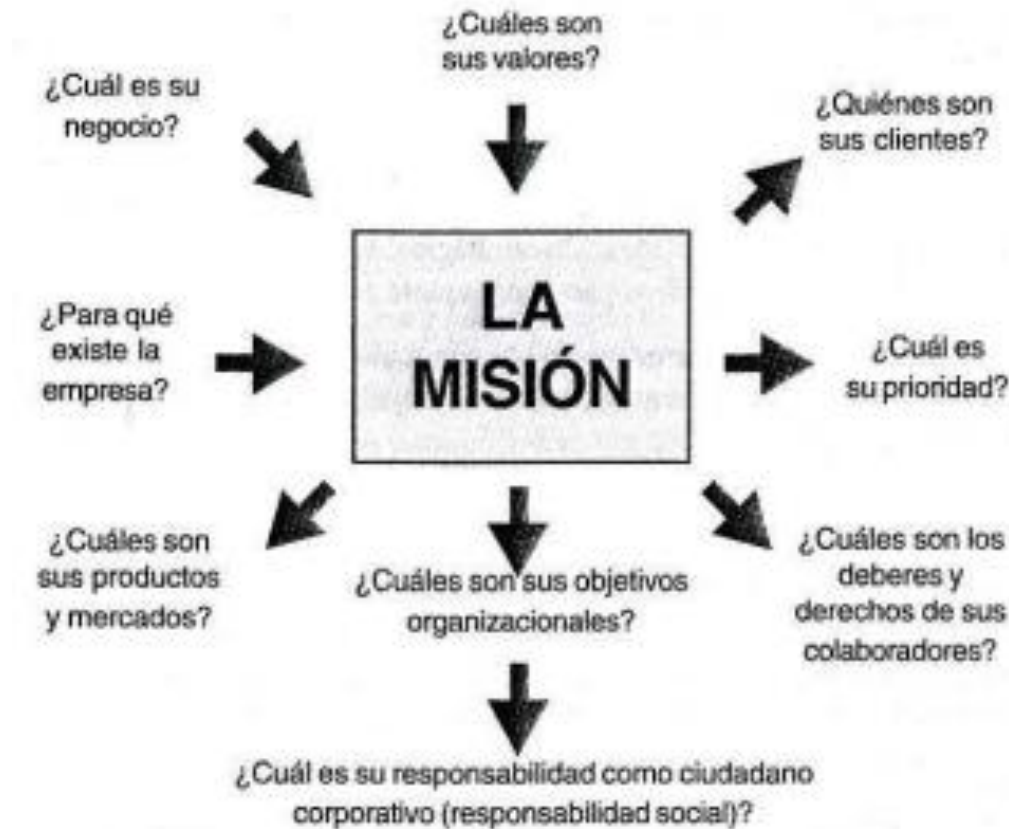 ¿Cuáles son
sus valores?
¿Cuál es su
negocio?
¿Quiénes son
sus clientes?
LA
MISIÓN
¿Para qué
existe la
empresa?
¿Cuál es
su prioridad?
¿Cuáles son
sus productos
y mercados?
¿Cuáles son sus objetivos
organizacionales?
¿Cuáles son los
deberes y
derechos de sus
colaboradores?
¿Cuál es su responsabilidad como ciudadano
corporativo (responsabilidad social)?